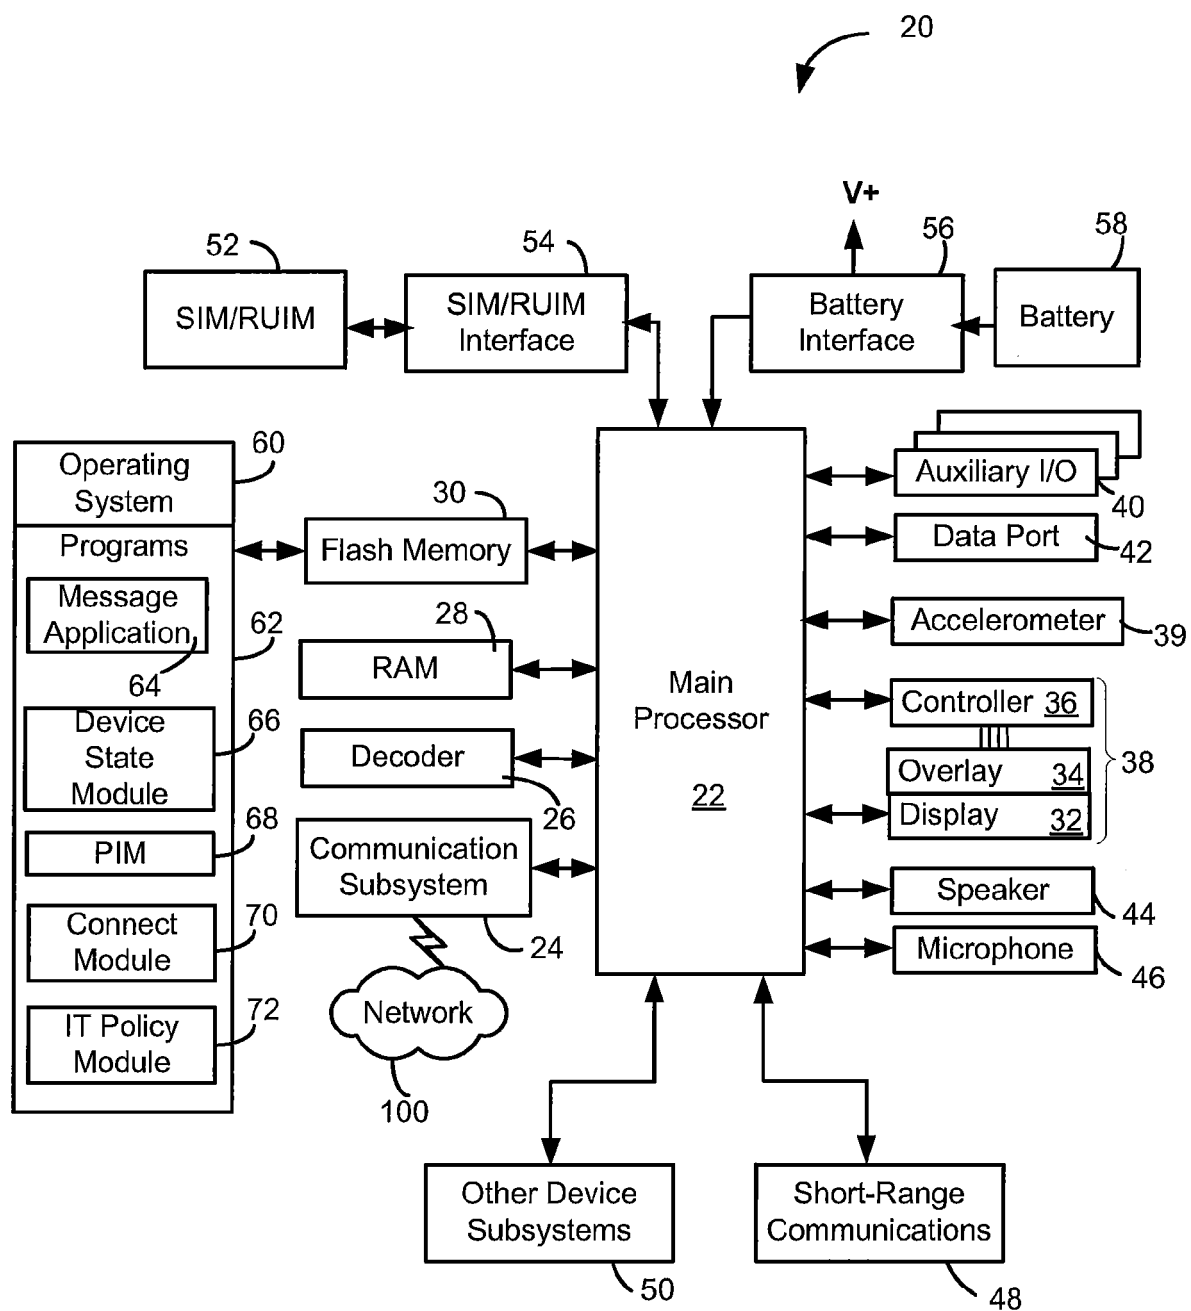 20
V+
52
54
56
58
SIM/RUIM
SIM/RUIM
Interface
Battery
Interface
Battery
60
Operating
System
30
Auxiliary I/O
40
Programs
Flash Memory
Data Port
42
Message
Application
64
62
28
RAM
Accelerometer
39
Main
Processor
22
Controller 36
38
66
Device
State
Module
Decoder
26
Overlay 34
Display 32
68
PIM
Communication
Subsystem
24
Speaker
44
70
Connect
Module
Microphone
46
72
IT Policy
Module
Network
100
Other Device
Subsystems
50
Short-Range
Communications
48